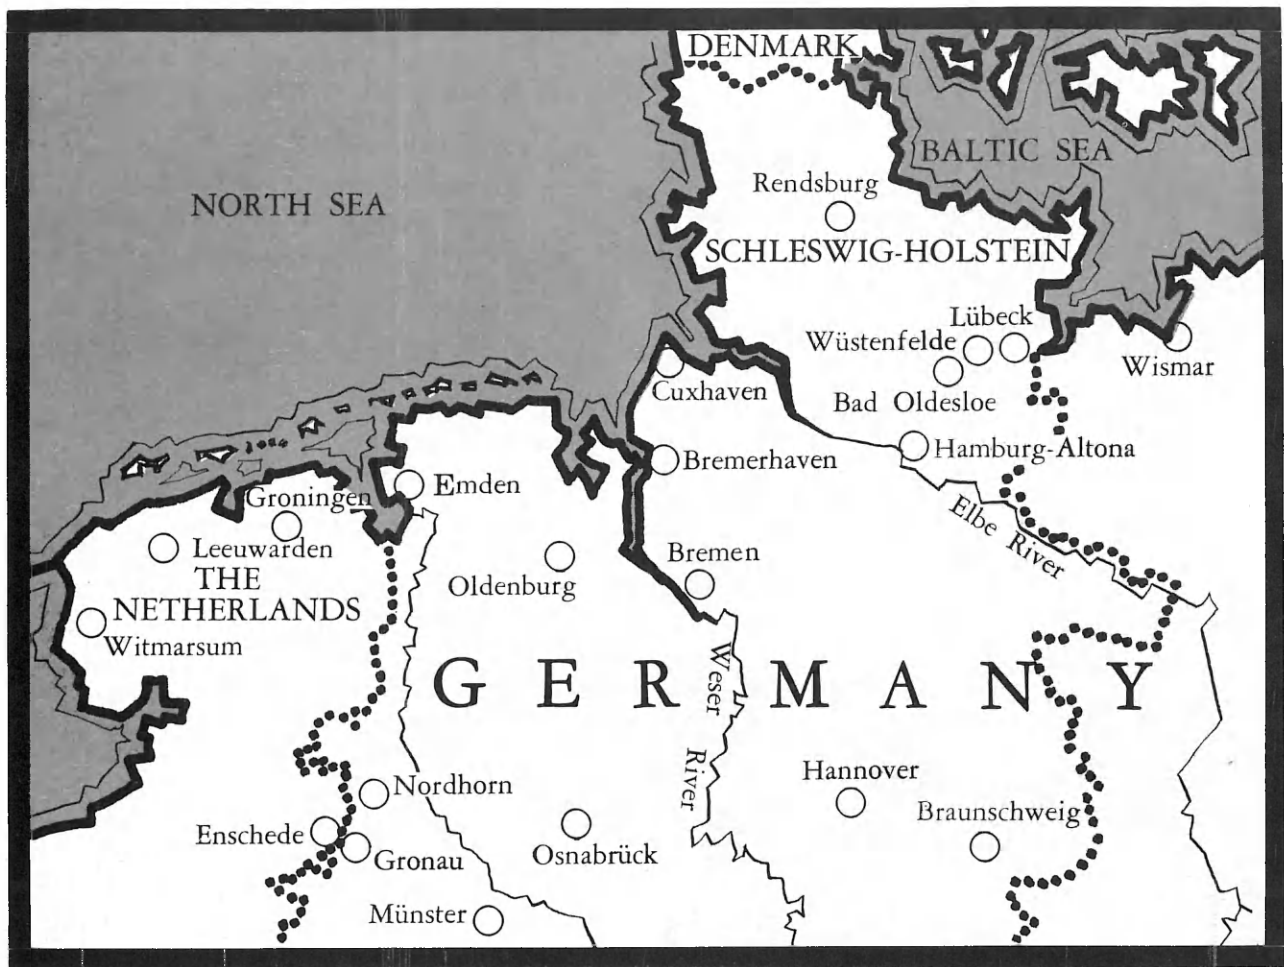 DENMARK
BALTIC SEA
NORTH SEA
Rendsburg
SCHLESWIG-HOLSTEIN
Lübeck
Wüstenfelde
Wismar
Cuxhaven
Bad Oldesloe
Hamburg-Altona
Bremerhaven
Emden
Groningen
Elbe River
Leeuwarden
Bremen
THE
NETHERLANDS
Oldenburg
Witmarsum
GERMANY
Weser River
Hannover
Nordhorn
Braunschweig
Enschede
Gronau
Osnabrück
Münster